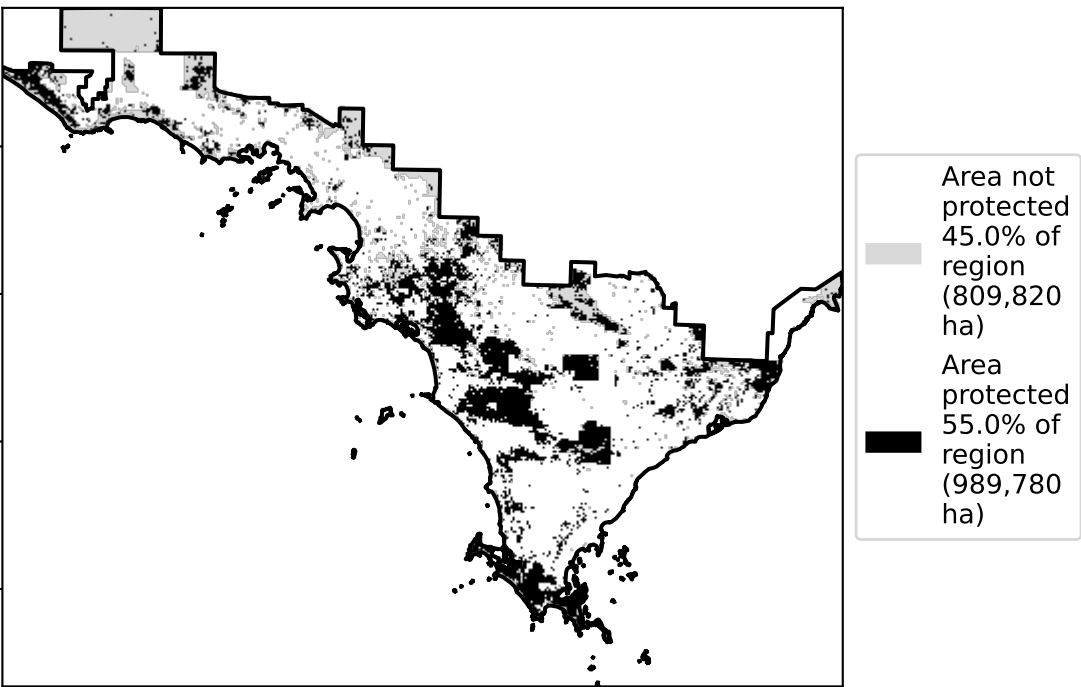 Area not
protected
45.0% of
region
(809,820
ha)
Area
protected
55.0% of
region
(989,780
ha)